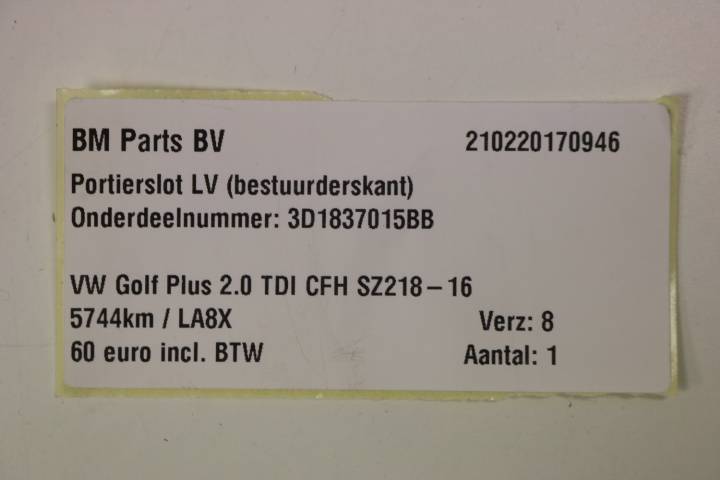 BM Parts BV 210220170946
Portierslot LV (bestuurderskant)
Onderdeelnummer: 3D1837015BB
VW Golf Plus 2.0 TDI CFH SZ218-16
5744km / LA8X Verz: 8
60 euro incl. BTW Aantal: 1